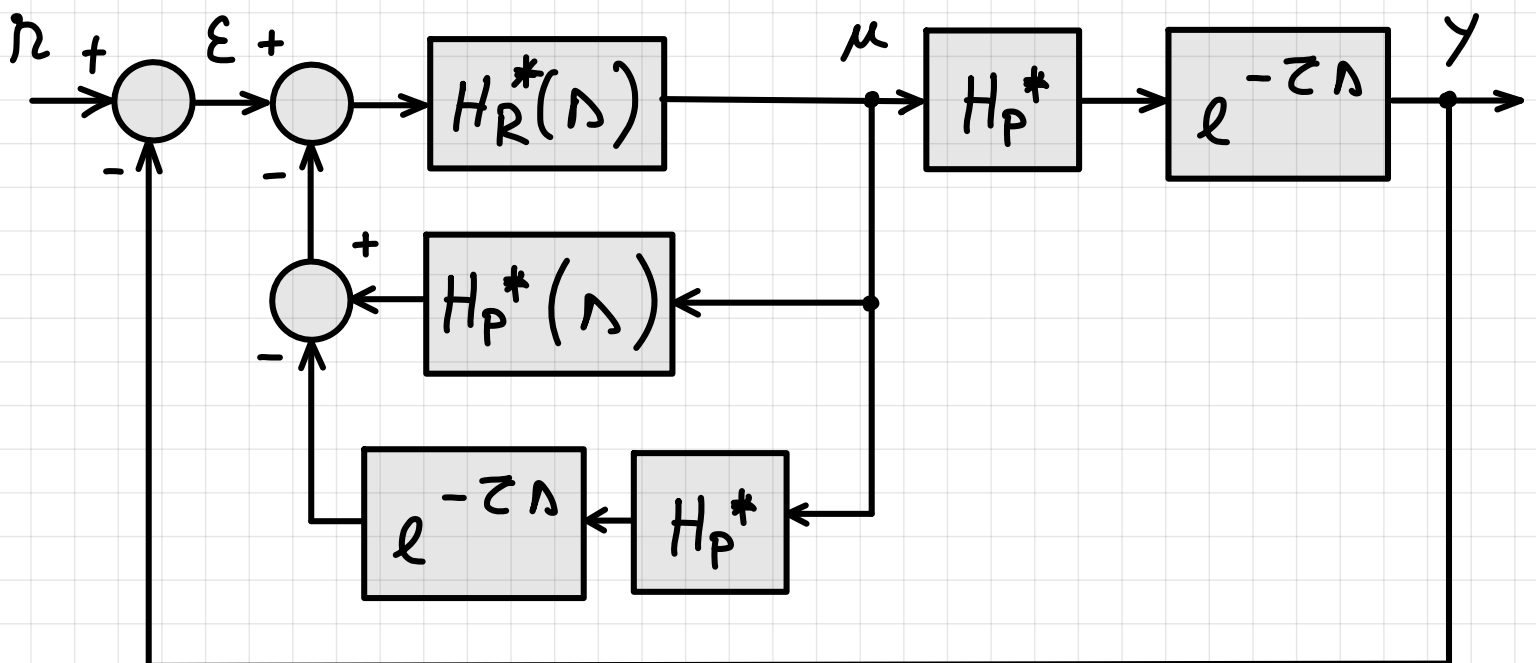 r + ε + H_R*(s) μ H_P* e^{-τs} y
- -
+ H_P*(s)
-
e^{-τs} H_P*